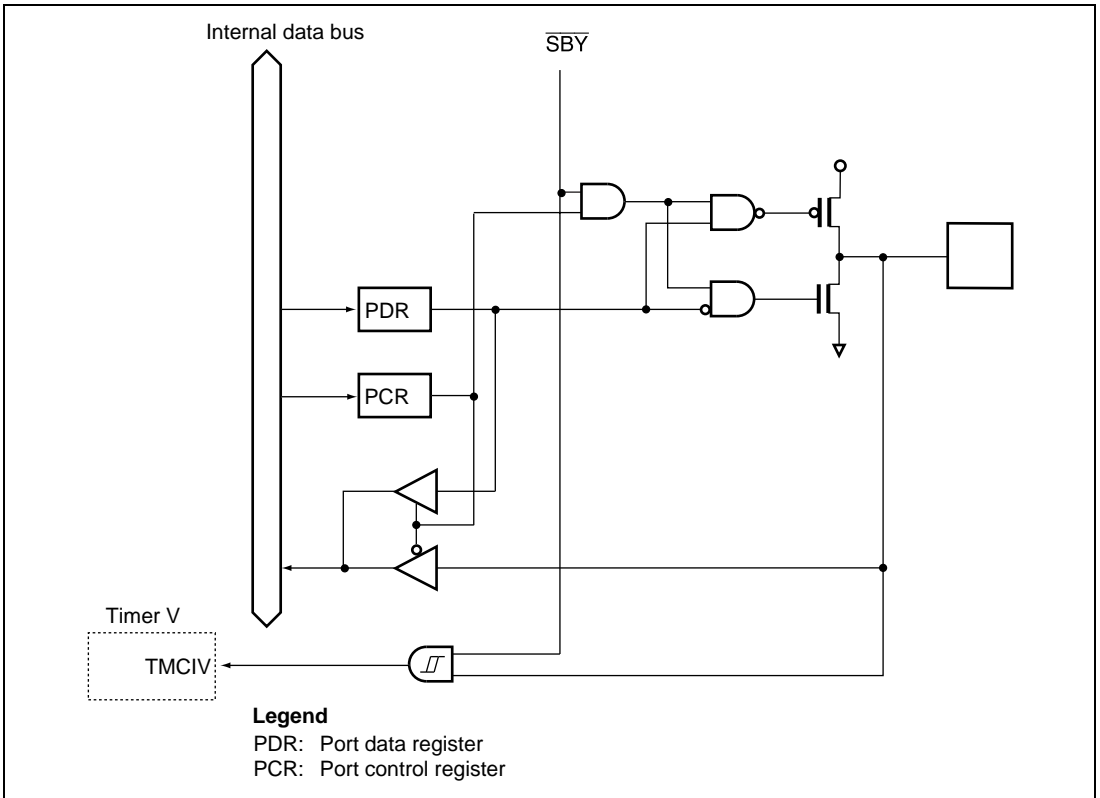 Internal data bus
SBY
PDR
PCR
Timer V
TMCIV
Legend
PDR: Port data register
PCR: Port control register